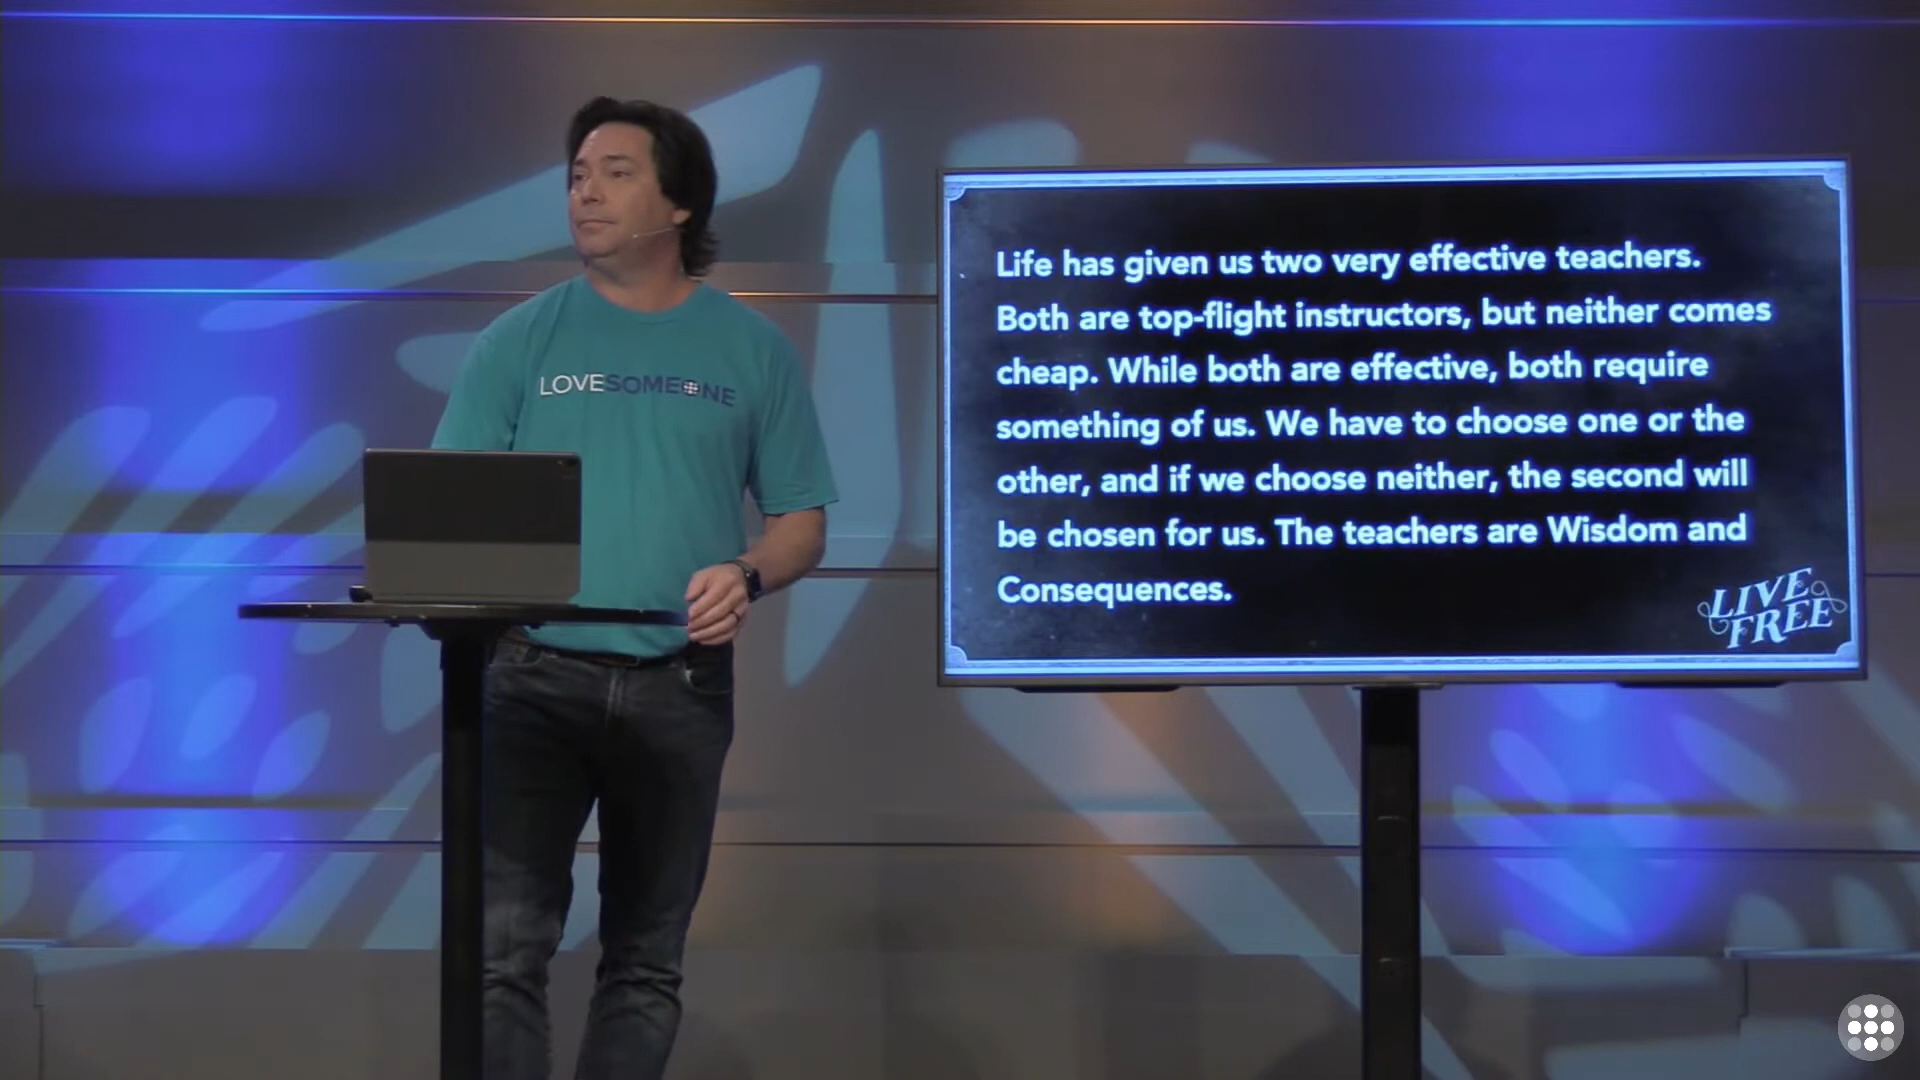 LOVESOMEONE
Life has given us two very effective teachers.
Both are top-flight instructors, but neither comes
cheap. While both are effective, both require
something of us. We have to choose one or the
other, and if we choose neither, the second will
be chosen for us. The teachers are Wisdom and
Consequences.
LIVE
FREE